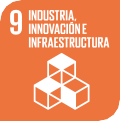 9 INDUSTRIA,
INNOVACIÓN E
INFRAESTRUCTURA